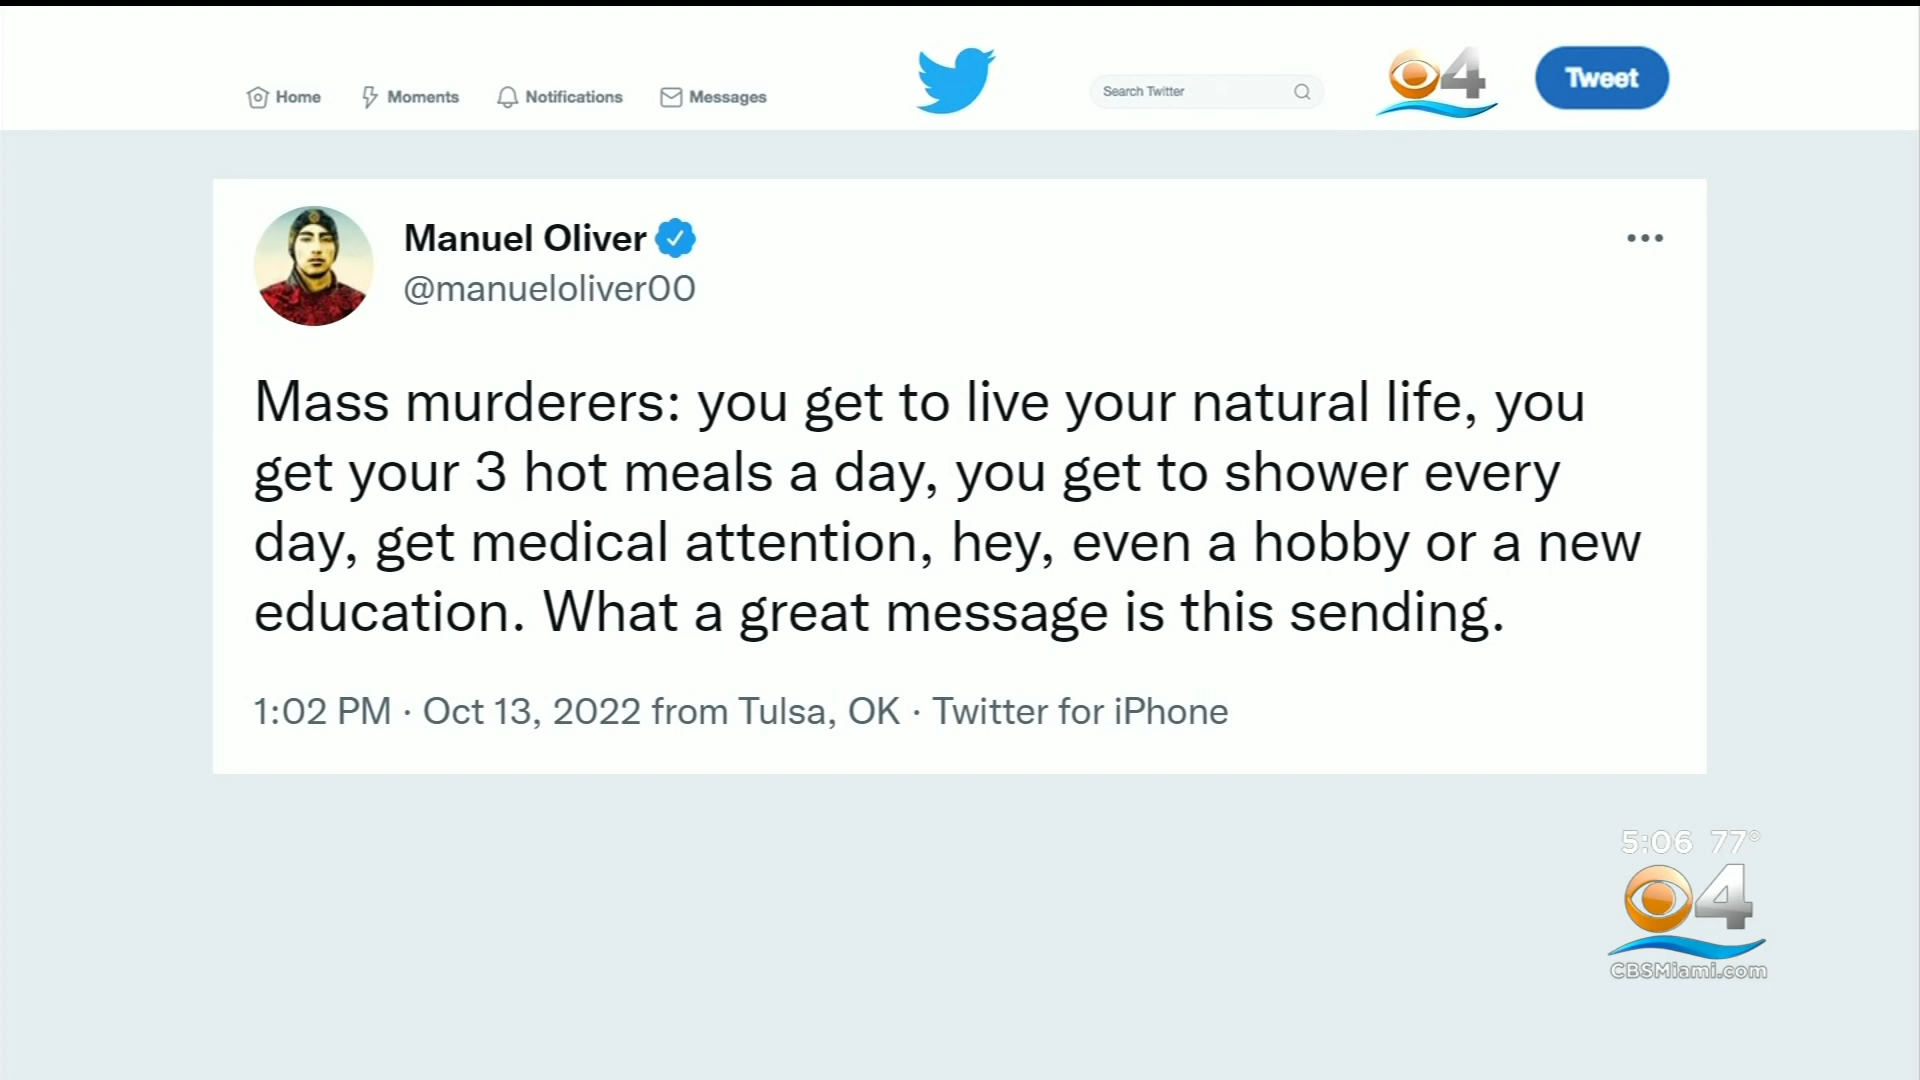 Home Moments Notifications Messages Search Twitter 4 Tweet
Manuel Oliver
@manueloliver00
Mass murderers: you get to live your natural life, you
get your 3 hot meals a day, you get to shower every
day, get medical attention, hey, even a hobby or a new
education. What a great message is this sending.
1:02 PM · Oct 13, 2022 from Tulsa, OK · Twitter for iPhone
5:06 77°
4
CBSMiami.com